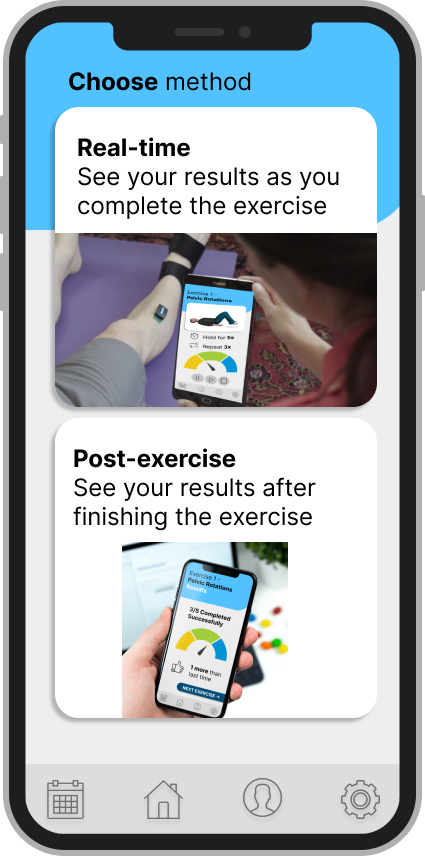 Choose method
Real-time
See your results as you
complete the exercise
Exercise 1 -
Pelvic Rotations
Hold for 5s
Repeat 3x
Post-exercise
See your results after
finishing the exercise
Exercise 1 -
Pelvic Rotations
Results
3/5 Completed
Successfully
1 more than
last time
NEXT EXERCISE